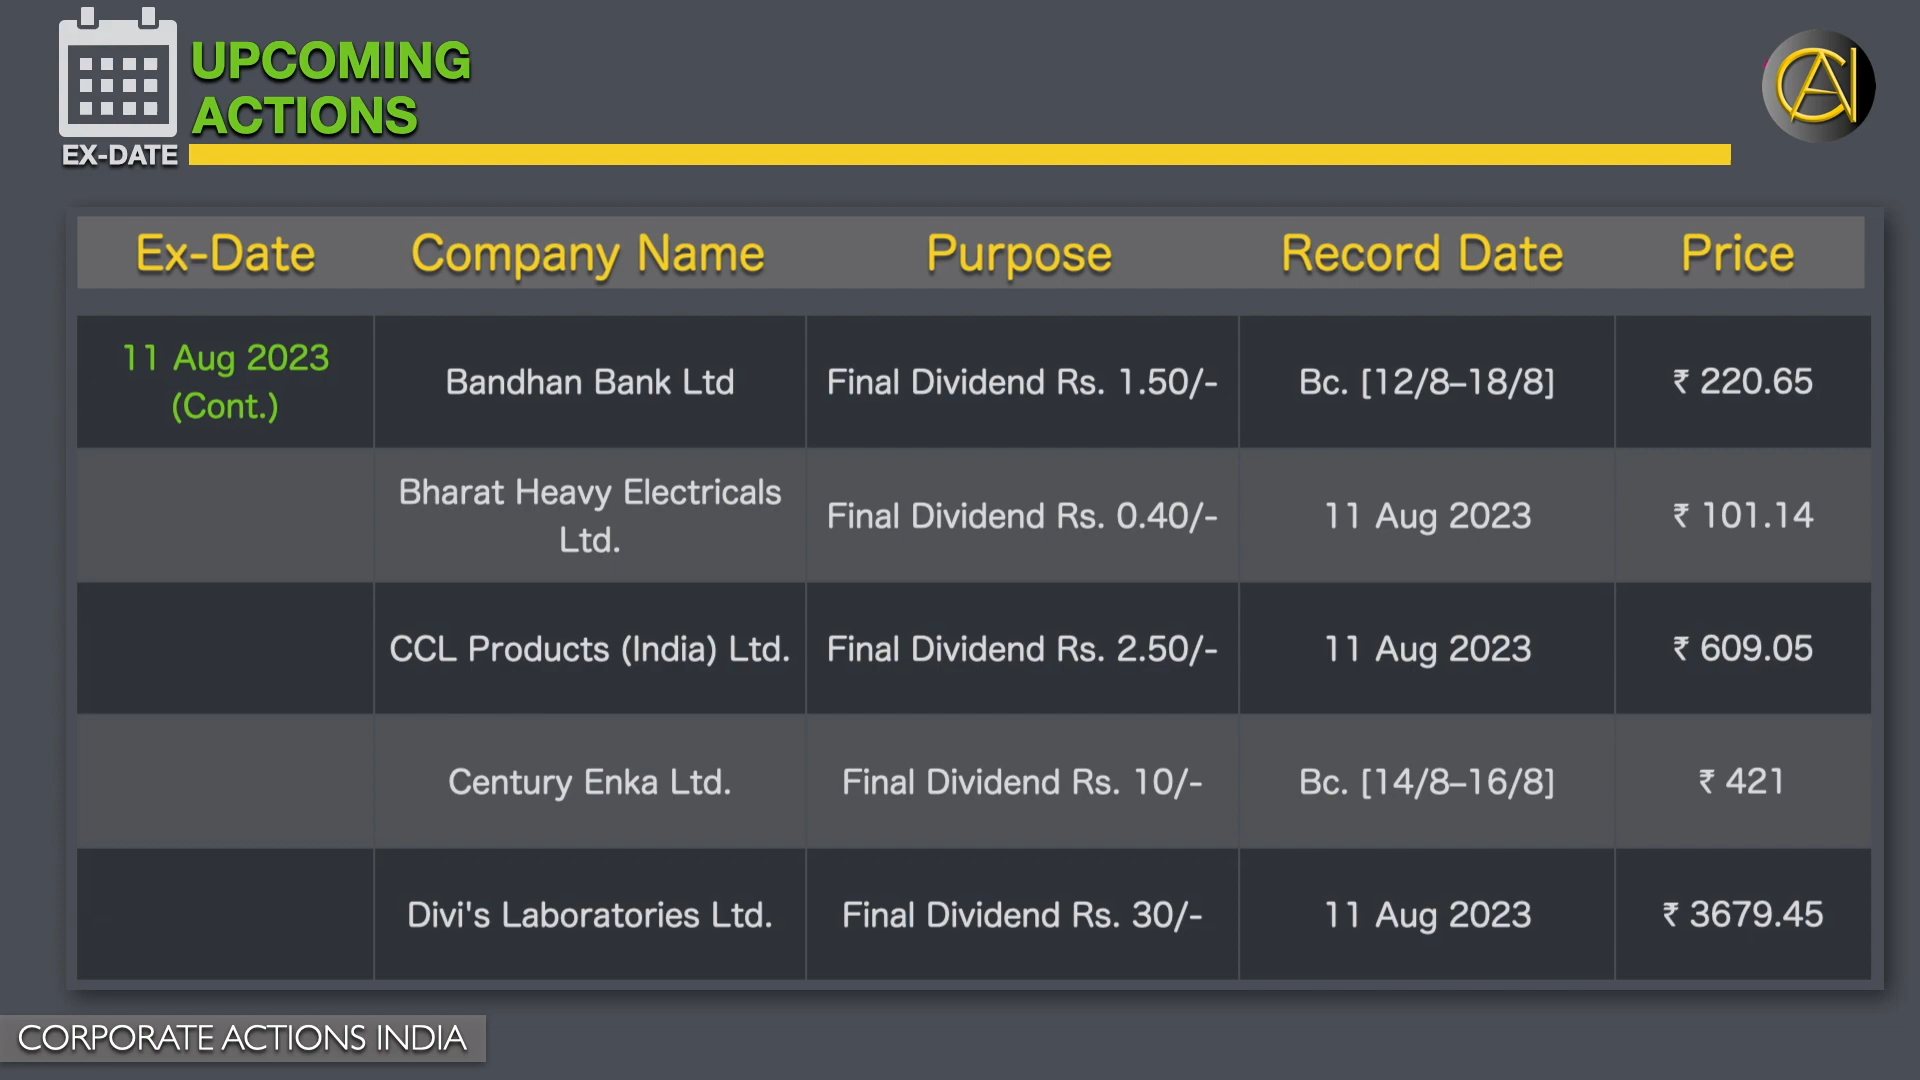 UPCOMING
ACTIONS
EX-DATE
CAI
Ex-Date Company Name Purpose Record Date Price
11 Aug 2023
(Cont.)
Bandhan Bank Ltd
Final Dividend Rs. 1.50/-
Bc. [12/8–18/8]
₹ 220.65
Bharat Heavy Electricals
Ltd.
Final Dividend Rs. 0.40/-
11 Aug 2023
₹ 101.14
CCL Products (India) Ltd.
Final Dividend Rs. 2.50/-
11 Aug 2023
₹ 609.05
Century Enka Ltd.
Final Dividend Rs. 10/-
Bc. [14/8–16/8]
₹ 421
Divi's Laboratories Ltd.
Final Dividend Rs. 30/-
11 Aug 2023
₹ 3679.45
CORPORATE ACTIONS INDIA